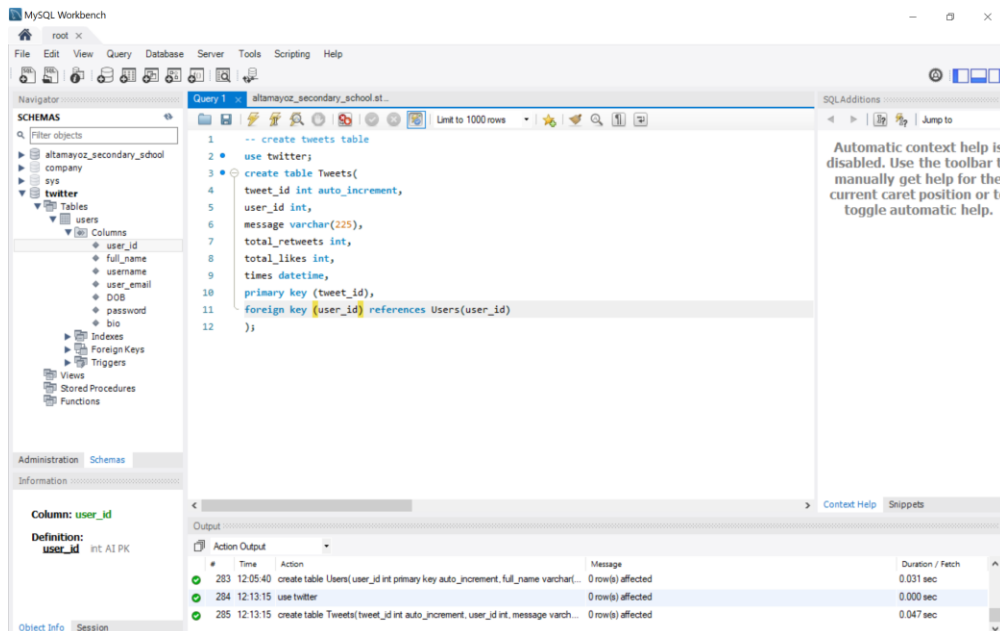 MySQL Workbench
root
File Edit View Query Database Server Tools Scripting Help
Navigator
SCHEMAS
Filter objects
altamayoz_secondary_school
company
sys
twitter
Tables
users
Columns
user_id
full_name
username
user_email
DOB
password
bio
Indexes
Foreign Keys
Triggers
Views
Stored Procedures
Functions
Administration Schemas
Information
Column: user_id
Definition:
user_id int AI PK
Object Info Session
Query 1 altamayoz_secondary_school.st...
Limit to 1000 rows
1 -- create tweets table
2 use twitter;
3 create table Tweets(
4 tweet_id int auto_increment,
5 user_id int,
6 message varchar(225),
7 total_retweets int,
8 total_likes int,
9 times datetime,
10 primary key (tweet_id),
11 foreign key (user_id) references Users(user_id)
12 );
Output
Action Output
# Time Action Message Duration / Fetch
283 12:05:40 create table Users( user_id int primary key auto_increment, full_name varchar(... 0 row(s) affected 0.031 sec
284 12:13:15 use twitter 0 row(s) affected 0.000 sec
285 12:13:15 create table Tweets( tweet_id int auto_increment, user_id int, message varch... 0 row(s) affected 0.047 sec
SQLAdditions
Jump to
Automatic context help is
disabled. Use the toolbar t
manually get help for the
current caret position or to
toggle automatic help.
Context Help Snippets